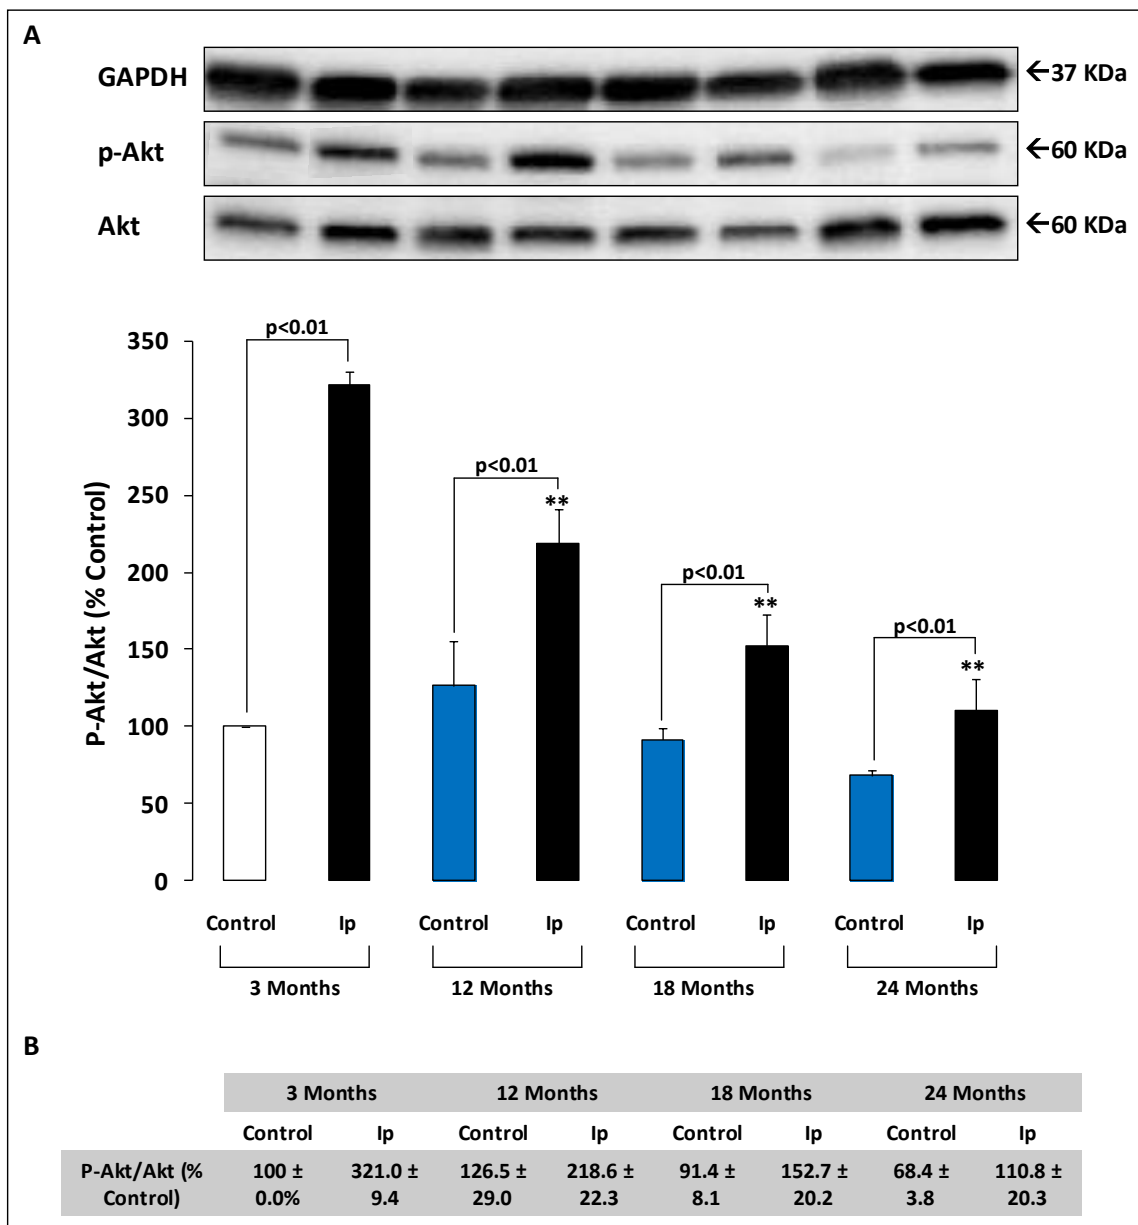 A
GAPDH ←37 KDa
p-Akt ←60 KDa
Akt ←60 KDa
P-Akt/Akt (% Control)
350
300
250
200
150
100
50
0
p<0.01
p<0.01
**
p<0.01
**
p<0.01
**
Control Ip Control Ip Control Ip Control Ip
3 Months 12 Months 18 Months 24 Months
B
3 Months 12 Months 18 Months 24 Months
Control Ip Control Ip Control Ip Control Ip
P-Akt/Akt (% 100 ± 321.0 ± 126.5 ± 218.6 ± 91.4 ± 152.7 ± 68.4 ± 110.8 ±
Control) 0.0% 9.4 29.0 22.3 8.1 20.2 3.8 20.3